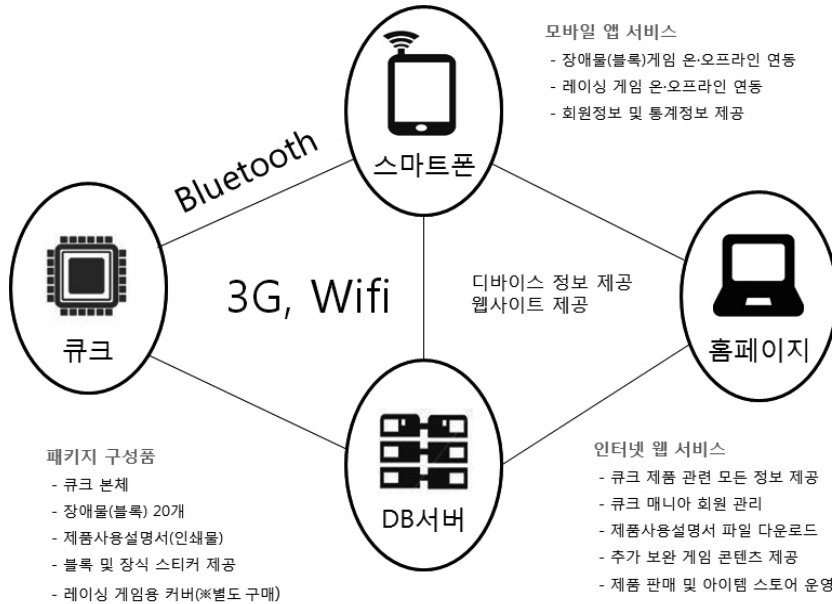 모바일 앱 서비스
- 장애물(블록)게임 온·오프라인 연동
- 레이싱 게임 온·오프라인 연동
- 회원정보 및 통계정보 제공
스마트폰
Bluetooth
큐크
3G, Wifi
디바이스 정보 제공
웹사이트 제공
홈페이지
DB서버
패키지 구성품
- 큐크 본체
- 장애물(블록) 20개
- 제품사용설명서(인쇄물)
- 블록 및 장식 스티커 제공
- 레이싱 게임용 커버(※별도 구매)
인터넷 웹 서비스
- 큐크 제품 관련 모든 정보 제공
- 큐크 매니아 회원 관리
- 제품사용설명서 파일 다운로드
- 추가 보완 게임 콘텐츠 제공
- 제품 판매 및 아이템 스토어 운영